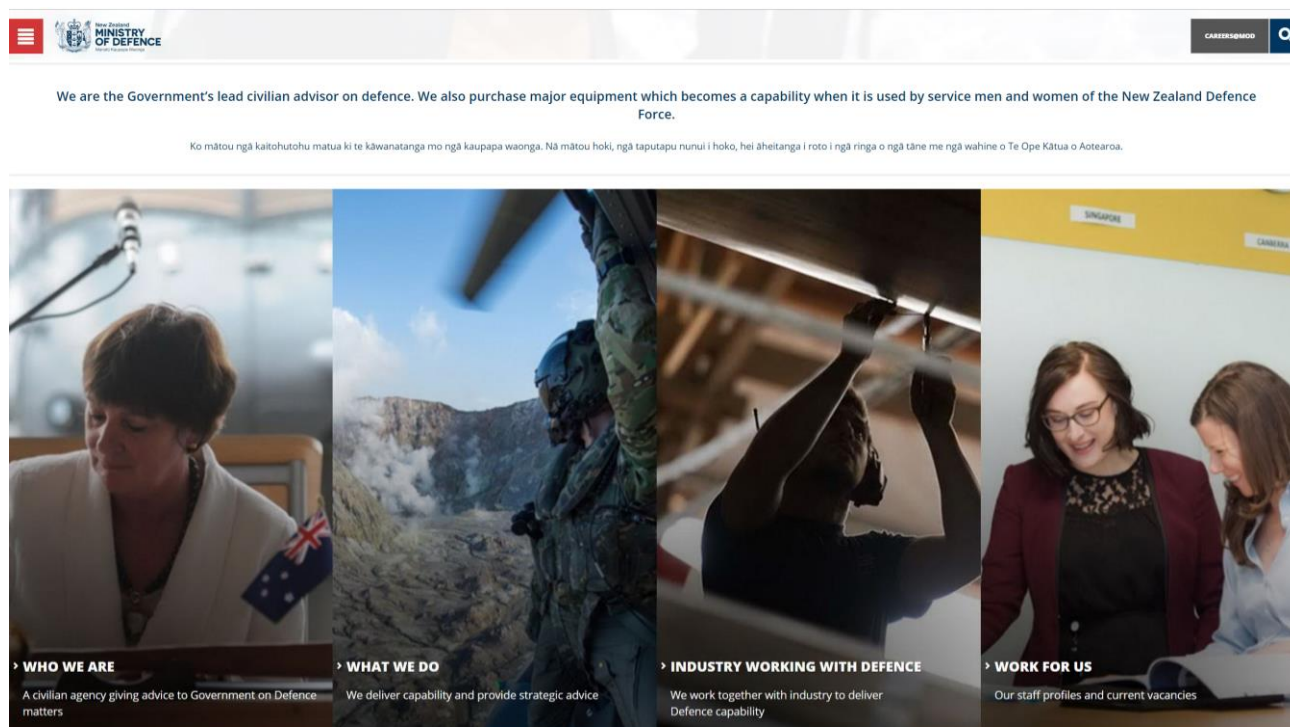 New Zealand
MINISTRY
OF DEFENCE
Manatū Kaupapa Waonga
CAREERS@MOD
We are the Government's lead civilian advisor on defence. We also purchase major equipment which becomes a capability when it is used by service men and women of the New Zealand Defence
Force.
Ko mātou ngā kaitohutohu matua ki te kāwanatanga mo ngā kaupapa waonga. Nā mātou hoki, ngā taputapu nunui i hoko, hei āheitanga i roto i ngā ringa o ngā tāne me ngā wahine o Te Ope Kātua o Aotearoa.
SINGAPORE
CANBERRA
› WHO WE ARE
A civilian agency giving advice to Government on Defence
matters
› WHAT WE DO
We deliver capability and provide strategic advice
› INDUSTRY WORKING WITH DEFENCE
We work together with industry to deliver
Defence capability
› WORK FOR US
Our staff profiles and current vacancies